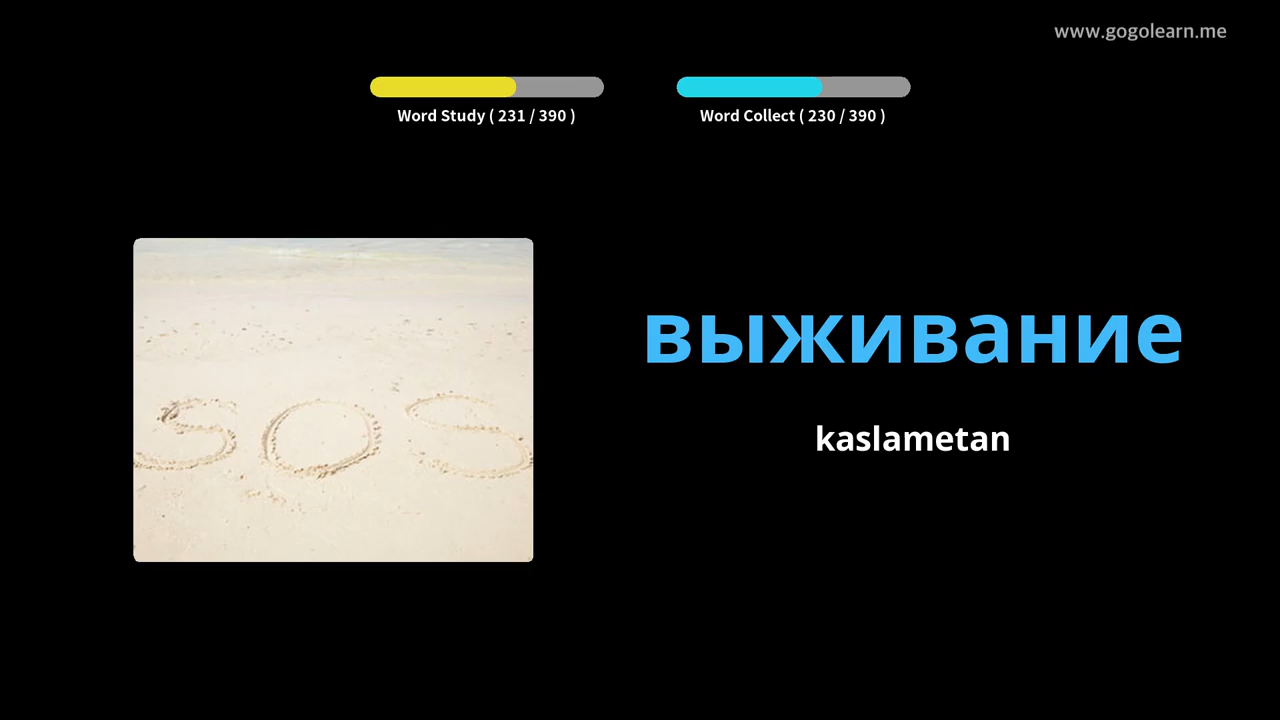 www.gogolearn.me
Word Study ( 231 / 390 )
Word Collect ( 230 / 390 )
SOS
выживание
kaslametan